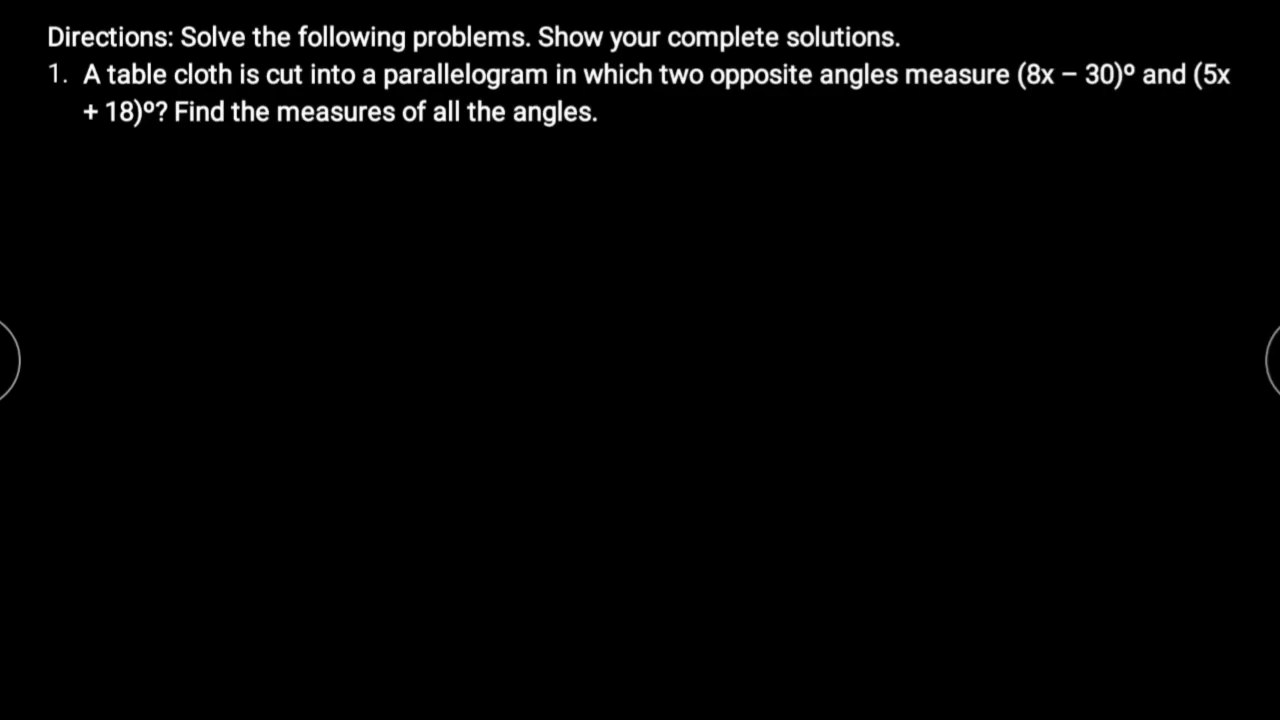 Directions: Solve the following problems. Show your complete solutions.
1. A table cloth is cut into a parallelogram in which two opposite angles measure (8x – 30)º and (5x
+ 18)º? Find the measures of all the angles.